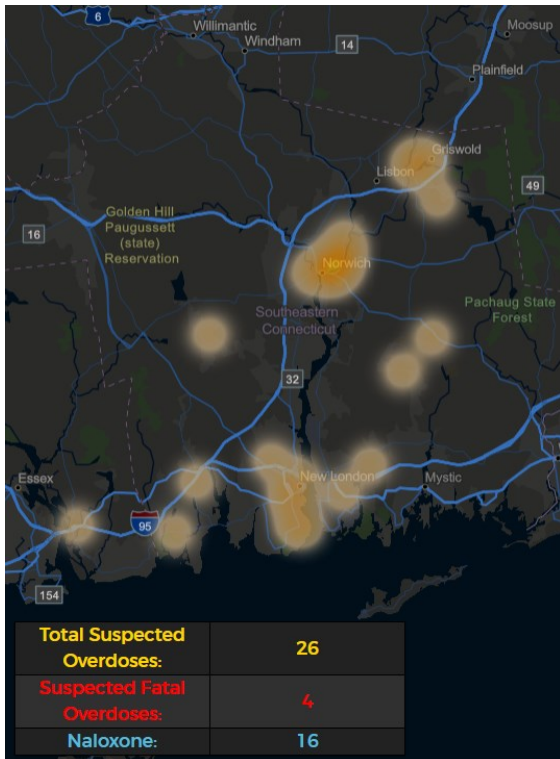 6
Willimantic
Windham
14
Moosup
Plainfield
Griswold
Lisbon
49
Golden Hill
Paugussett
(state)
Reservation
16
Norwich
Pachaug State
Forest
Southeastern
Connecticut
32
Essex
New London
Mystic
95
154
Total Suspected
Overdoses:
26
Suspected Fatal
Overdoses:
4
Naloxone:
16